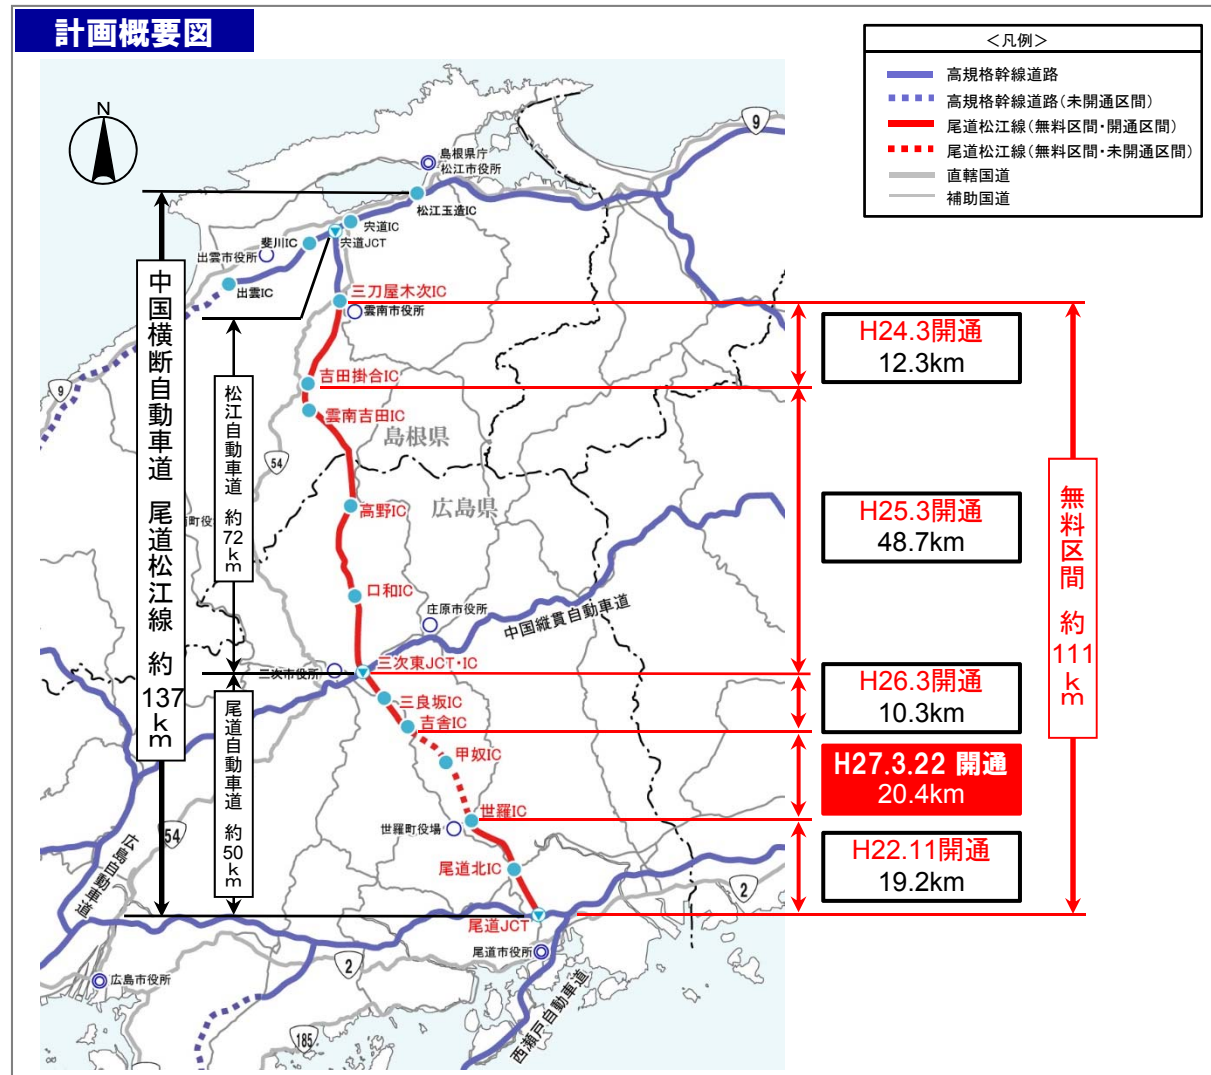 計画概要図
<凡例>
高規格幹線道路
高規格幹線道路(未開通区間)
尾道松江線(無料区間・開通区間)
尾道松江線(無料区間・未開通区間)
直轄国道
補助国道
N
9
島根県庁
松江市役所
松江玉造IC
宍道IC
宍道JCT
斐川IC
出雲市役所
出雲IC
三刀屋木次IC
雲南市役所
吉田掛合IC
雲南吉田IC
9
54
島根県
広島県
高野IC
町役
口和IC
庄原市役所
中国縦貫自動車道
三次東JCT・IC
三次市役所
三良坂IC
吉舎IC
甲奴IC
世羅IC
世羅町役場
尾道北IC
尾道JCT
尾道市役所
54
広島自動車道
2
2
広島市役所
185
西瀬戸自動車道
中国横断自動車道 尾道松江線 約137km
松江自動車道 約72km
尾道自動車道 約50km
H24.3開通
12.3km
H25.3開通
48.7km
H26.3開通
10.3km
H27.3.22 開通
20.4km
H22.11開通
19.2km
無料区間 約111km